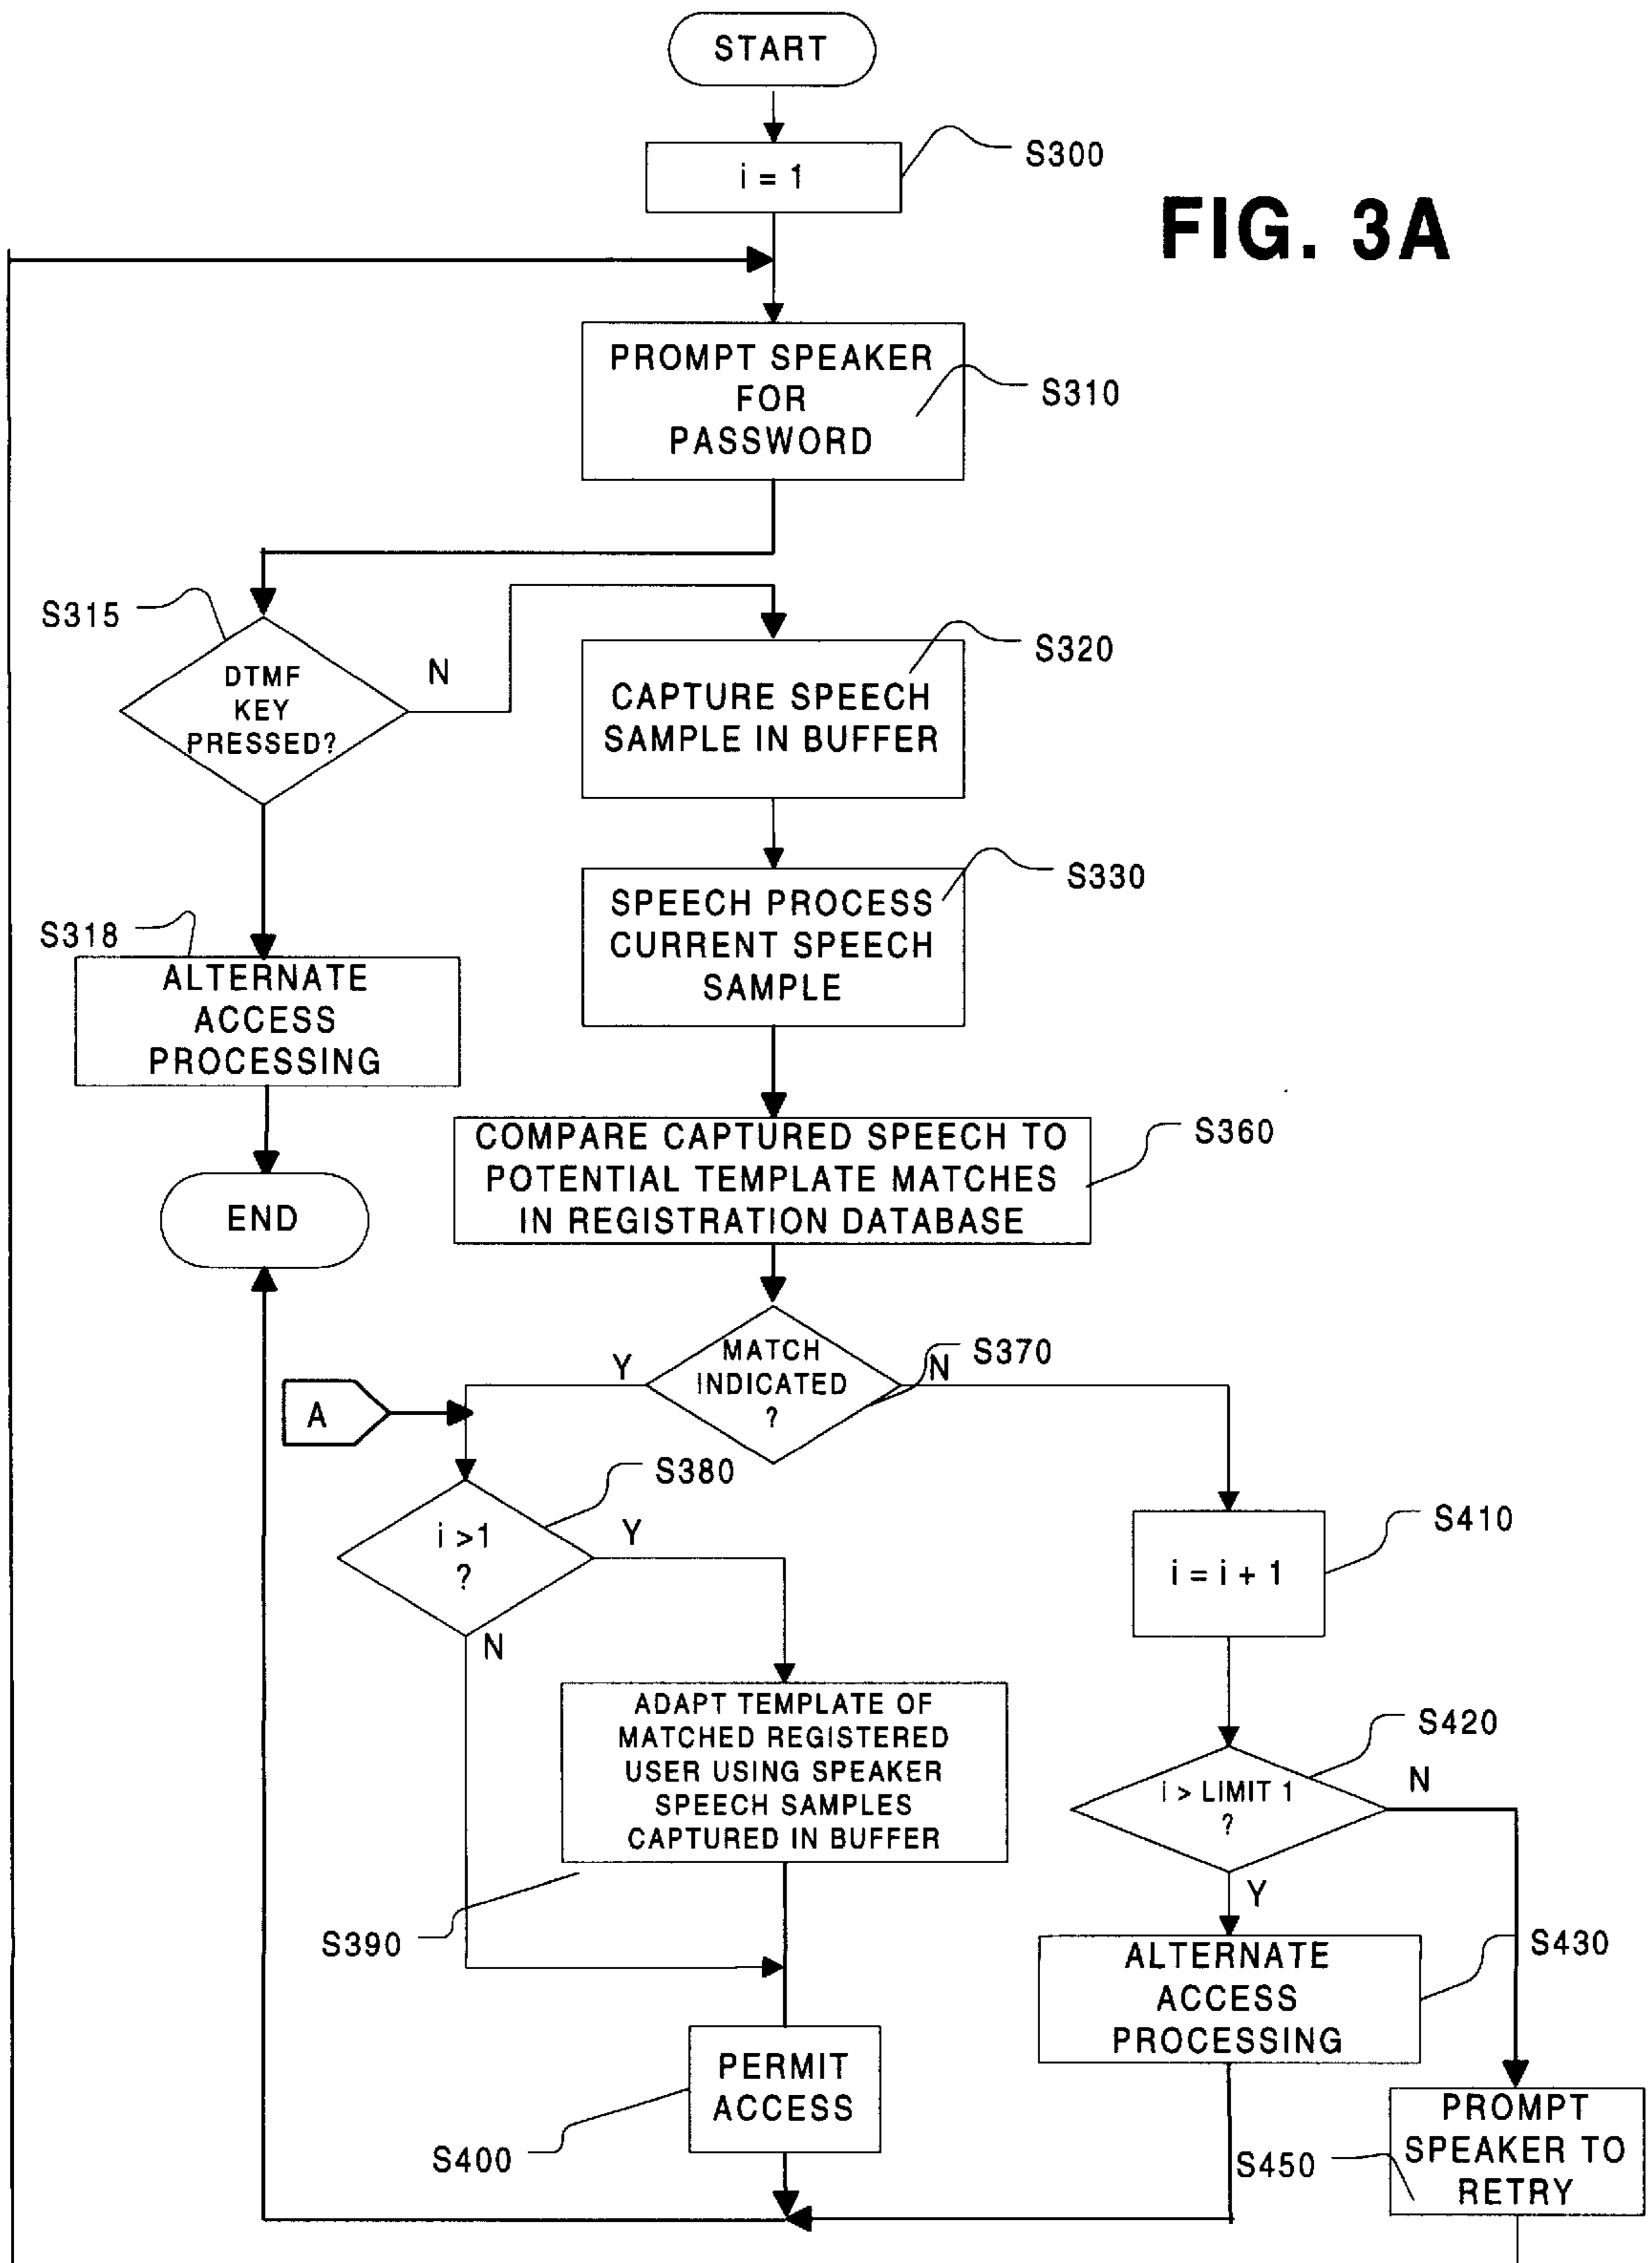 START
i = 1
S300
FIG. 3A
PROMPT SPEAKER
FOR
PASSWORD
S310
S315
DTMF
KEY
PRESSED?
N
S320
CAPTURE SPEECH
SAMPLE IN BUFFER
S330
SPEECH PROCESS
CURRENT SPEECH
SAMPLE
S318
ALTERNATE
ACCESS
PROCESSING
END
COMPARE CAPTURED SPEECH TO
POTENTIAL TEMPLATE MATCHES
IN REGISTRATION DATABASE
S360
Y
MATCH
INDICATED
?
N
S370
A
S380
i >1
?
Y
N
S410
i = i + 1
ADAPT TEMPLATE OF
MATCHED REGISTERED
USER USING SPEAKER
SPEECH SAMPLES
CAPTURED IN BUFFER
S390
S420
i > LIMIT 1
?
N
Y
ALTERNATE
ACCESS
PROCESSING
S430
PERMIT
ACCESS
S400
PROMPT
SPEAKER TO
RETRY
S450